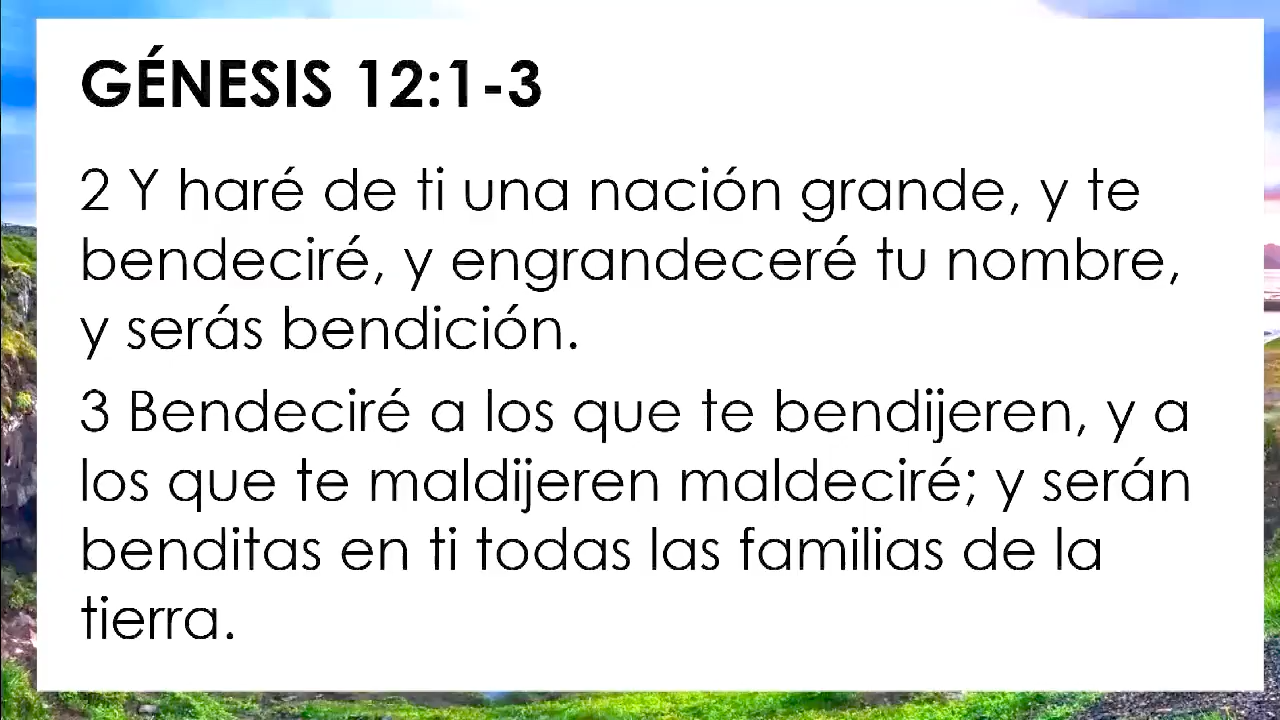 GÉNESIS 12:1-3
2 Y haré de ti una nación grande, y te
bendeciré, y engrandeceré tu nombre,
y serás bendición.
3 Bendeciré a los que te bendijeren, y a
los que te maldijeren maldeciré; y serán
benditas en ti todas las familias de la
tierra.